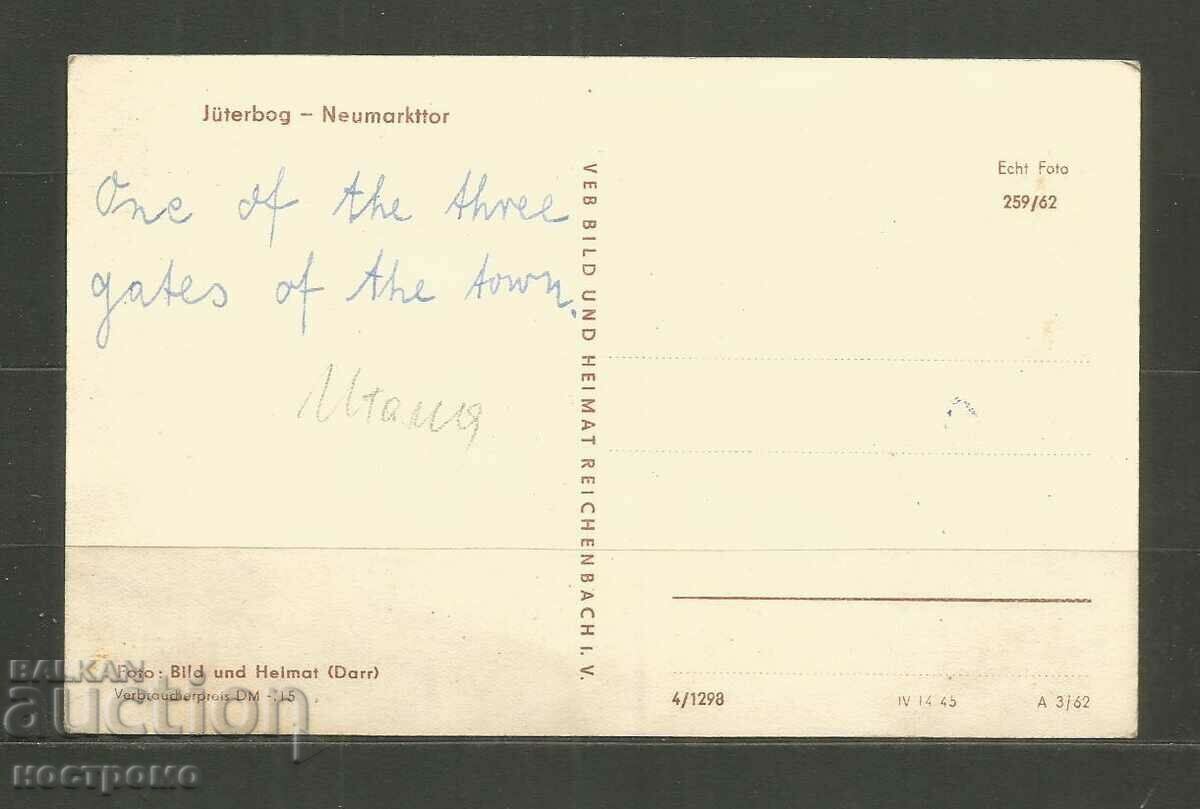 Jüterbog – Neumarkttor
One of the three
gates of the town.
Италия
Foto: Bild und Heimat (Darr)
Verbraucherpreis DM -.15
VEB BILD UND HEIMAT REICHENBACH I. V.
Echt Foto
259/62
4/1298 IV 14 45 A 3/62
BALKAN
auction
ностромо